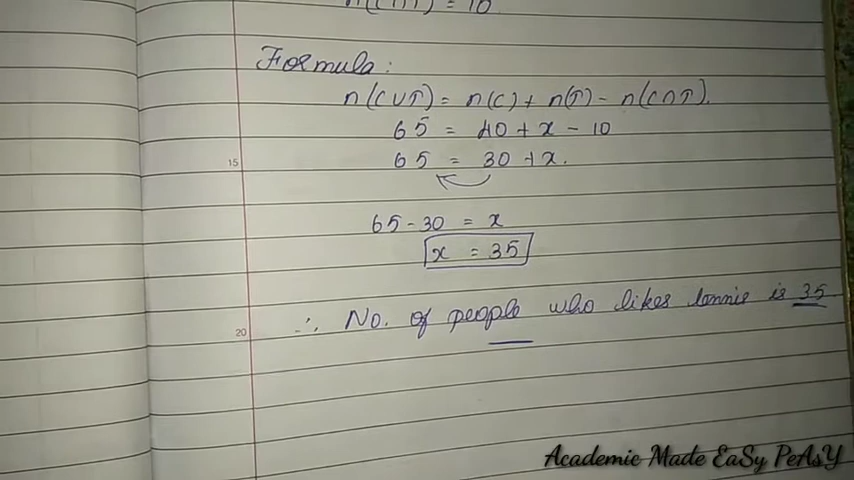 n(C∩T) = 10
Formula:
n(C∪T) = n(C) + n(T) - n(C∩T).
65 = 40 + x - 10
15
65 = 30 + x.
65 - 30 = x
x = 35
∴ No. of people who likes tennis is 35
20
Academic Made EaSy PeAsY